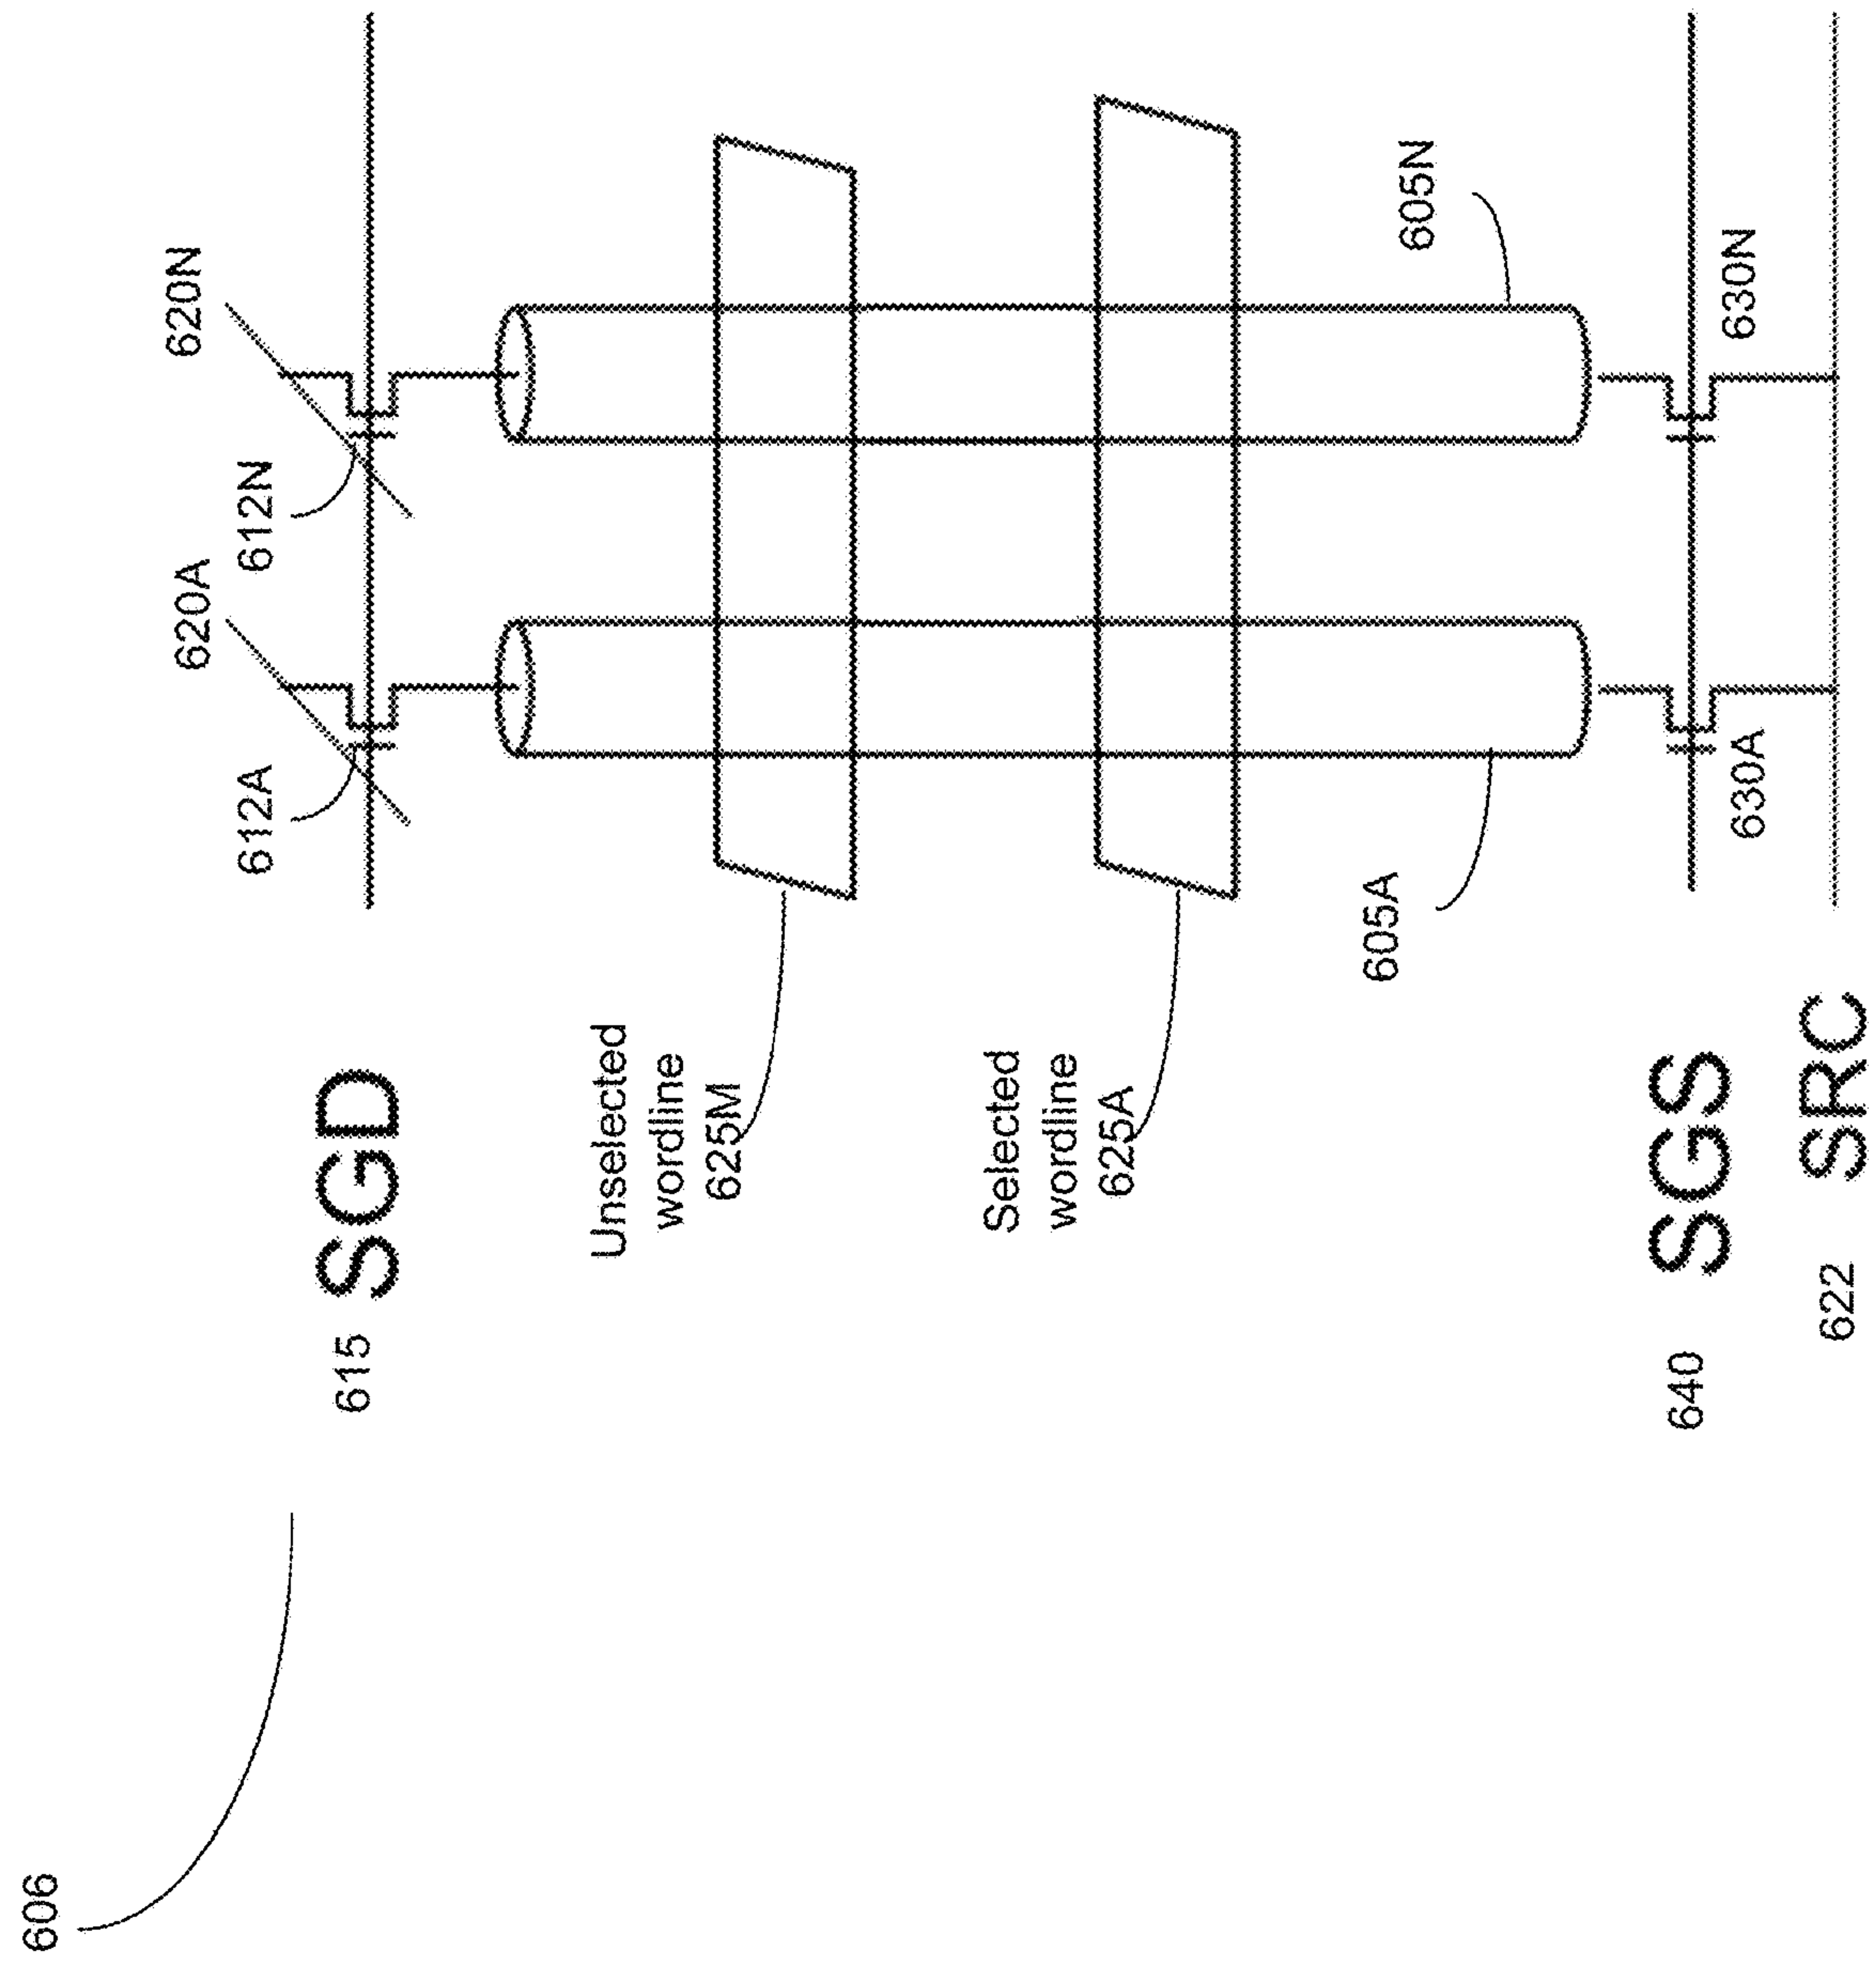 606
615 SGD
612A
620A
612N
620N
Unselected
wordline
625M
Selected
wordline
625A
605A
605N
640 SGS
630A
630N
622 SRC